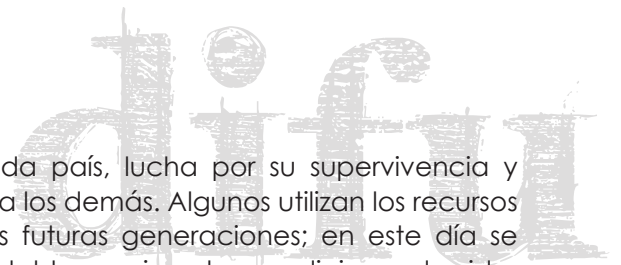 difu
da país, lucha por su supervivencia y
a los demás. Algunos utilizan los recursos
s futuras generaciones; en este día se